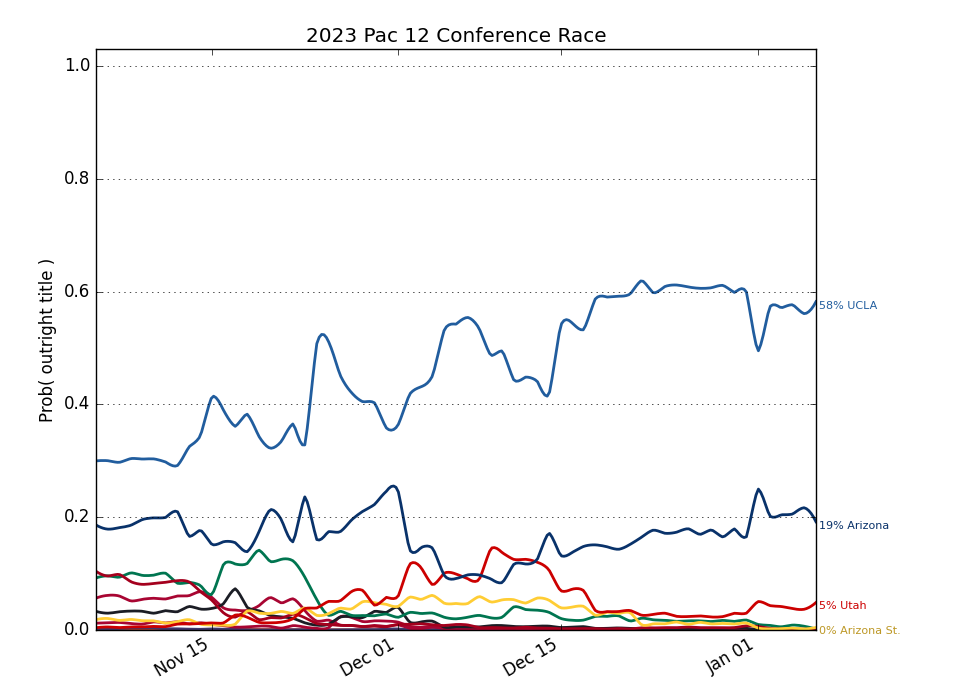 2023 Pac 12 Conference Race
1.0
0.8
0.6
0.4
0.2
0.0
Prob( outright title )
58% UCLA
19% Arizona
5% Utah
0% Arizona St.
Nov 15
Dec 01
Dec 15
Jan 01